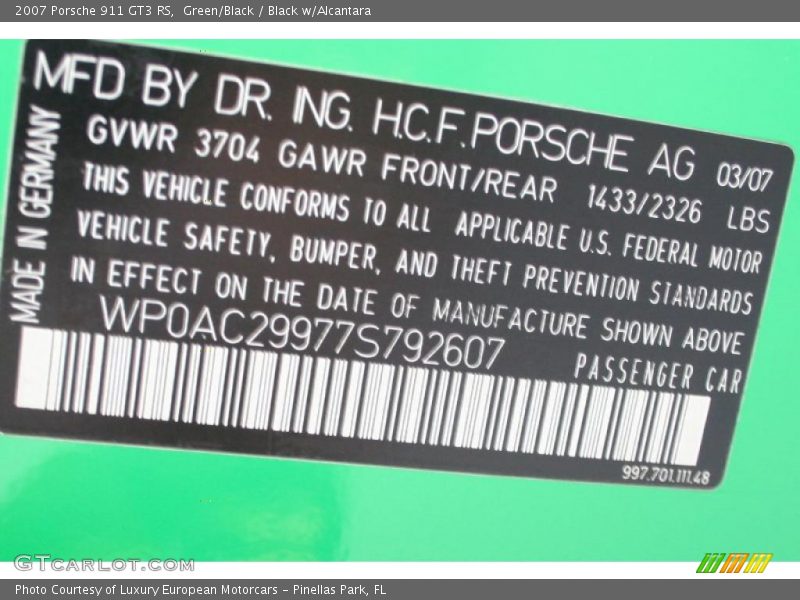 2007 Porsche 911 GT3 RS,  Green/Black / Black w/Alcantara
MFD BY DR. ING. H.C.F. PORSCHE AG 03/07
GVWR 3704 GAWR FRONT/REAR 1433/2326 LBS
THIS VEHICLE CONFORMS TO ALL APPLICABLE U.S. FEDERAL MOTOR
VEHICLE SAFETY, BUMPER, AND THEFT PREVENTION STANDARDS
IN EFFECT ON THE DATE OF MANUFACTURE SHOWN ABOVE
WP0AC29977S792607 PASSENGER CAR
MADE IN GERMANY
997.701.111.48
GTCARLOT.COM
Photo Courtesy of Luxury European Motorcars - Pinellas Park, FL